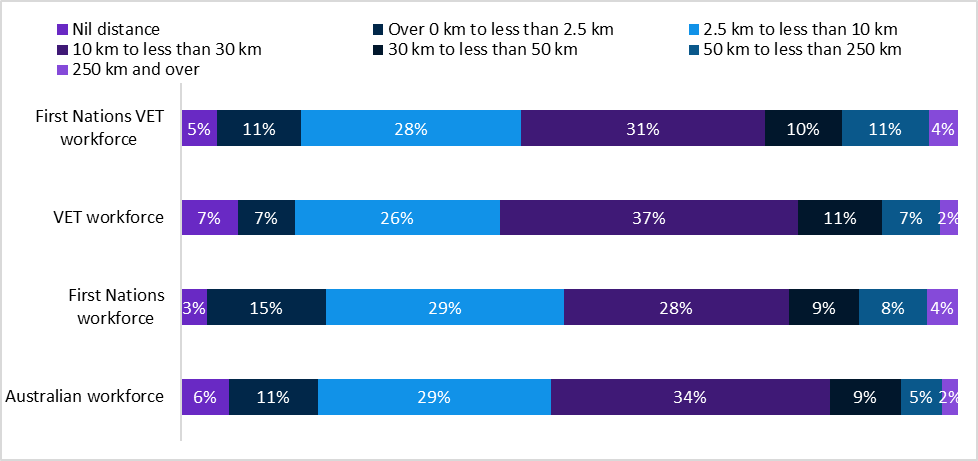 Nil distance
Over 0 km to less than 2.5 km
2.5 km to less than 10 km
10 km to less than 30 km
30 km to less than 50 km
50 km to less than 250 km
250 km and over
First Nations VET
workforce
5% 11% 28% 31% 10% 11% 4%
VET workforce
7% 7% 26% 37% 11% 7% 2%
First Nations
workforce
3% 15% 29% 28% 9% 8% 4%
Australian workforce
6% 11% 29% 34% 9% 5% 2%